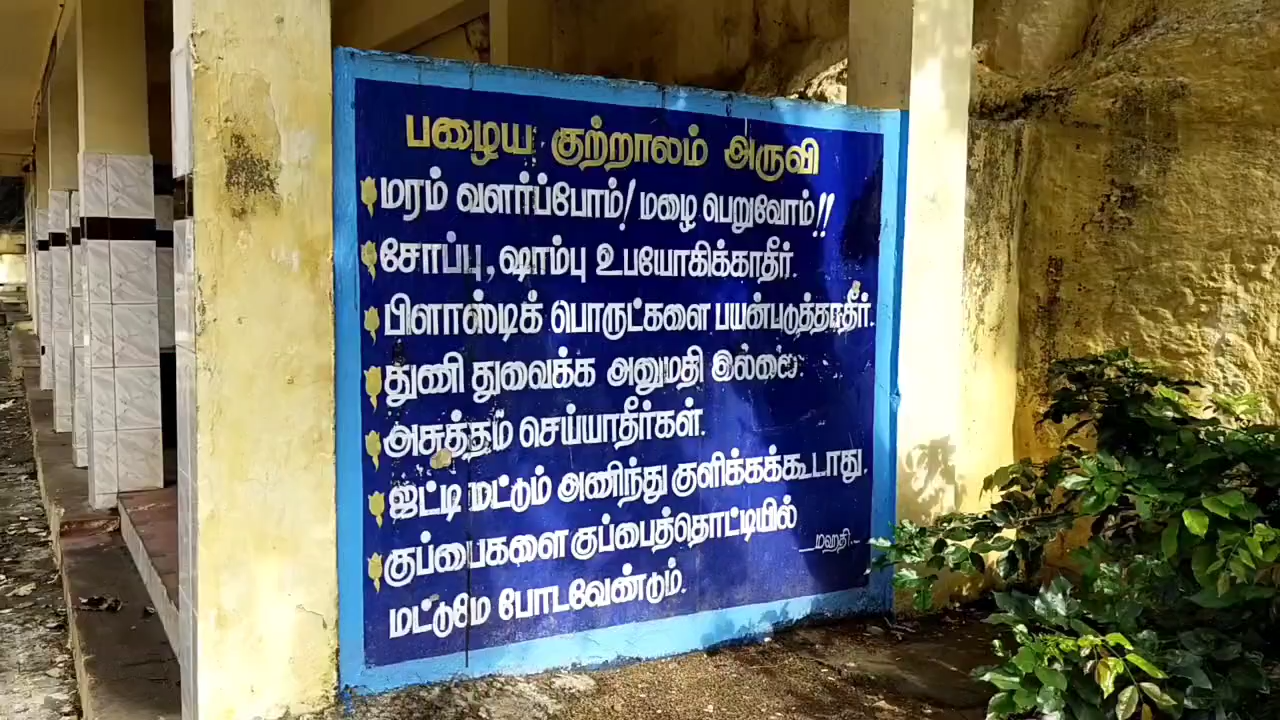 பழைய குற்றாலம் அருவி
மரம் வளர்ப்போம்! மழை பெறுவோம்!!
சோப்பு, ஷாம்பு உபயோகிக்காதீர்.
பிளாஸ்டிக் பொருட்களை பயன்படுத்தாதீர்.
துணி துவைக்க அனுமதி இல்லை.
அசுத்தம் செய்யாதீர்கள்.
ஜட்டி மட்டும் அணிந்து குளிக்கக்கூடாது.
குப்பைகளை குப்பைத்தொட்டியில்
மட்டுமே போடவேண்டும்.
மஹதி.